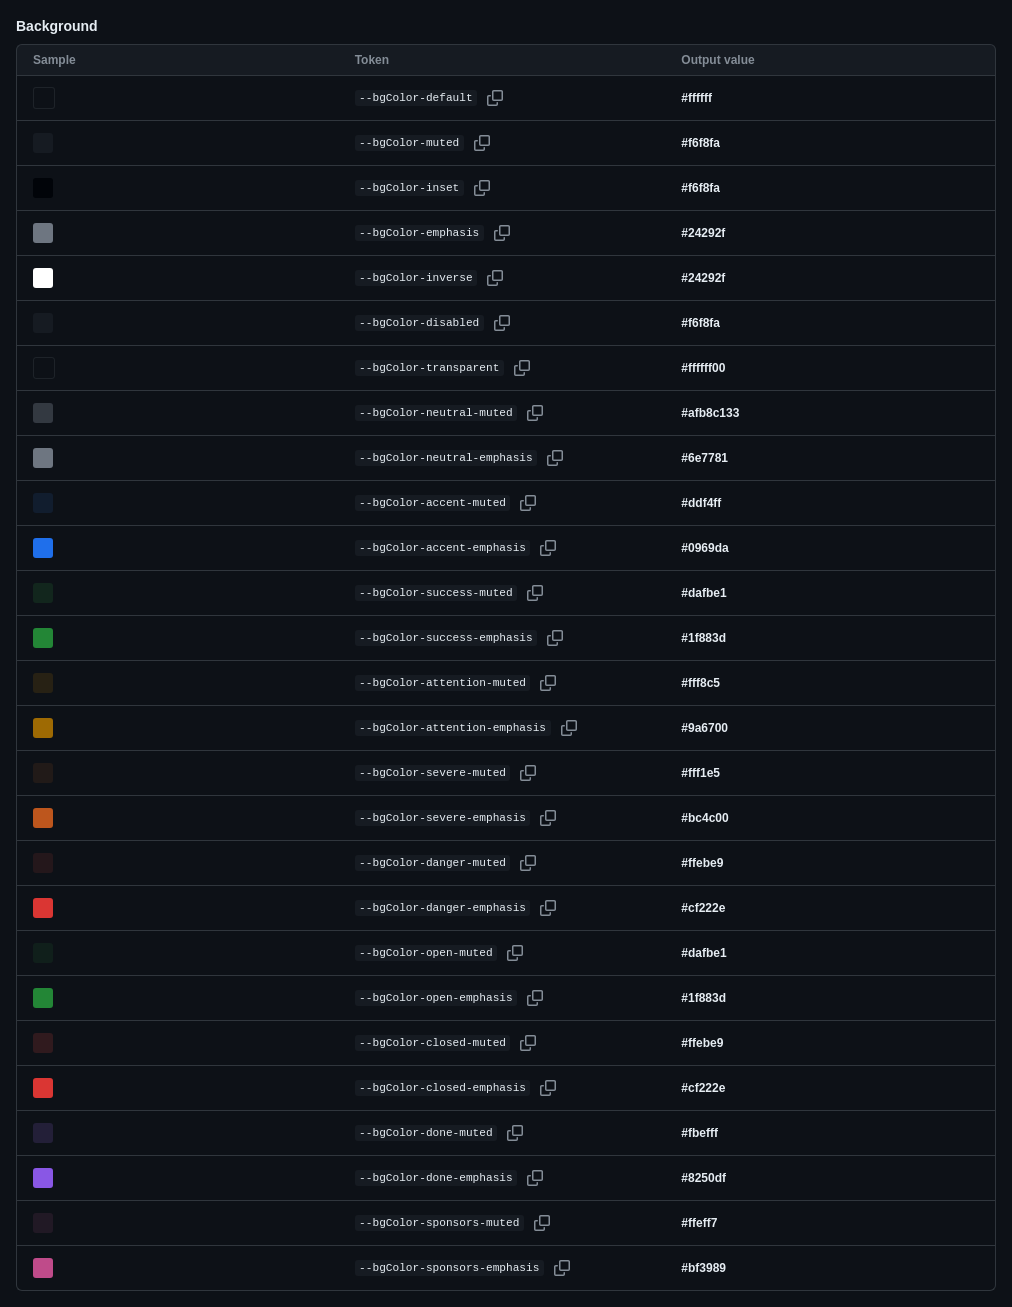 Background
Sample Token Output value
--bgColor-default #ffffff
--bgColor-muted #f6f8fa
--bgColor-inset #f6f8fa
--bgColor-emphasis #24292f
--bgColor-inverse #24292f
--bgColor-disabled #f6f8fa
--bgColor-transparent #ffffff00
--bgColor-neutral-muted #afb8c133
--bgColor-neutral-emphasis #6e7781
--bgColor-accent-muted #ddf4ff
--bgColor-accent-emphasis #0969da
--bgColor-success-muted #dafbe1
--bgColor-success-emphasis #1f883d
--bgColor-attention-muted #fff8c5
--bgColor-attention-emphasis #9a6700
--bgColor-severe-muted #fff1e5
--bgColor-severe-emphasis #bc4c00
--bgColor-danger-muted #ffebe9
--bgColor-danger-emphasis #cf222e
--bgColor-open-muted #dafbe1
--bgColor-open-emphasis #1f883d
--bgColor-closed-muted #ffebe9
--bgColor-closed-emphasis #cf222e
--bgColor-done-muted #fbefff
--bgColor-done-emphasis #8250df
--bgColor-sponsors-muted #ffeff7
--bgColor-sponsors-emphasis #bf3989